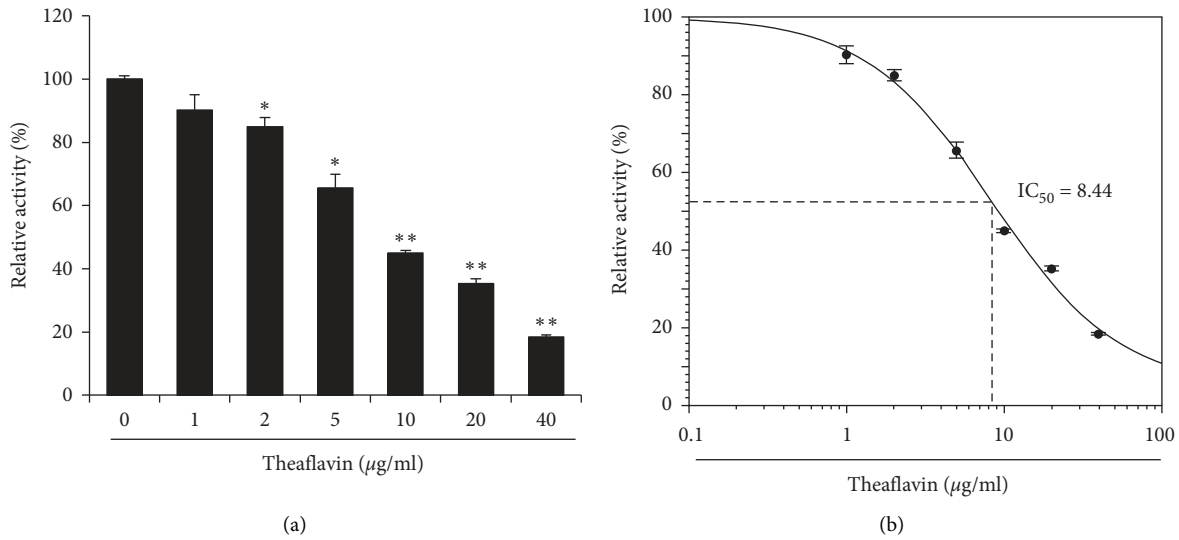 120
100
80
60
40
20
0
Relative activity (%)
*
*
**
**
**
0 1 2 5 10 20 40
Theaflavin (μg/ml)
(a)
100
80
60
40
20
0
Relative activity (%)
IC50 = 8.44
0.1 1 10 100
Theaflavin (μg/ml)
(b)